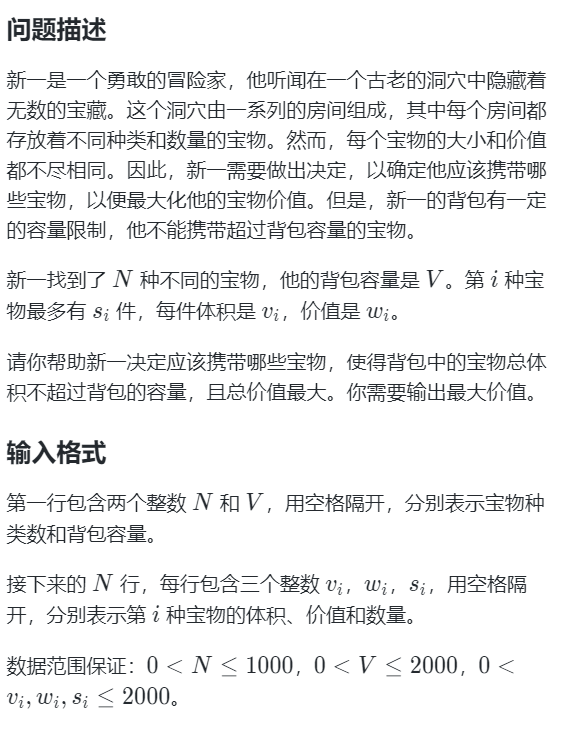 问题描述
新一是一个勇敢的冒险家，他听闻在一个古老的洞穴中隐藏着
无数的宝藏。这个洞穴由一系列的房间组成，其中每个房间都
存放着不同种类和数量的宝物。然而，每个宝物的大小和价值
都不尽相同。因此，新一需要做出决定，以确定他应该携带哪
些宝物，以便最大化他的宝物价值。但是，新一的背包有一定
的容量限制，他不能携带超过背包容量的宝物。
新一找到了 N 种不同的宝物，他的背包容量是 V。第 i 种宝
物最多有 sᵢ 件，每件体积是 vᵢ，价值是 wᵢ。
请你帮助新一决定应该携带哪些宝物，使得背包中的宝物总体
积不超过背包的容量，且总价值最大。你需要输出最大价值。
输入格式
第一行包含两个整数 N 和 V，用空格隔开，分别表示宝物种
类数和背包容量。
接下来的 N 行，每行包含三个整数 vᵢ，wᵢ，sᵢ，用空格隔
开，分别表示第 i 种宝物的体积、价值和数量。
数据范围保证：0 < N ≤ 1000，0 < V ≤ 2000，0 <
vᵢ, wᵢ, sᵢ ≤ 2000。